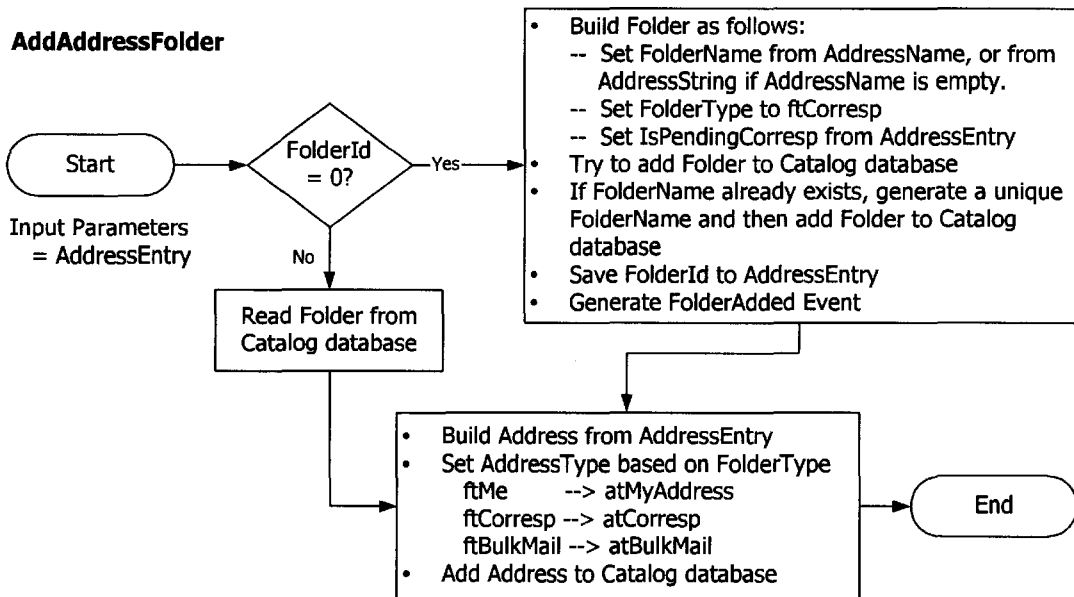 AddAddressFolder
Start
Input Parameters
= AddressEntry
FolderId
= 0?
Yes
No
• Build Folder as follows:
-- Set FolderName from AddressName, or from
AddressString if AddressName is empty.
-- Set FolderType to ftCorresp
-- Set IsPendingCorresp from AddressEntry
• Try to add Folder to Catalog database
• If FolderName already exists, generate a unique
FolderName and then add Folder to Catalog
database
• Save FolderId to AddressEntry
• Generate FolderAdded Event
Read Folder from
Catalog database
• Build Address from AddressEntry
• Set AddressType based on FolderType
ftMe --> atMyAddress
ftCorresp --> atCorresp
ftBulkMail --> atBulkMail
• Add Address to Catalog database
End